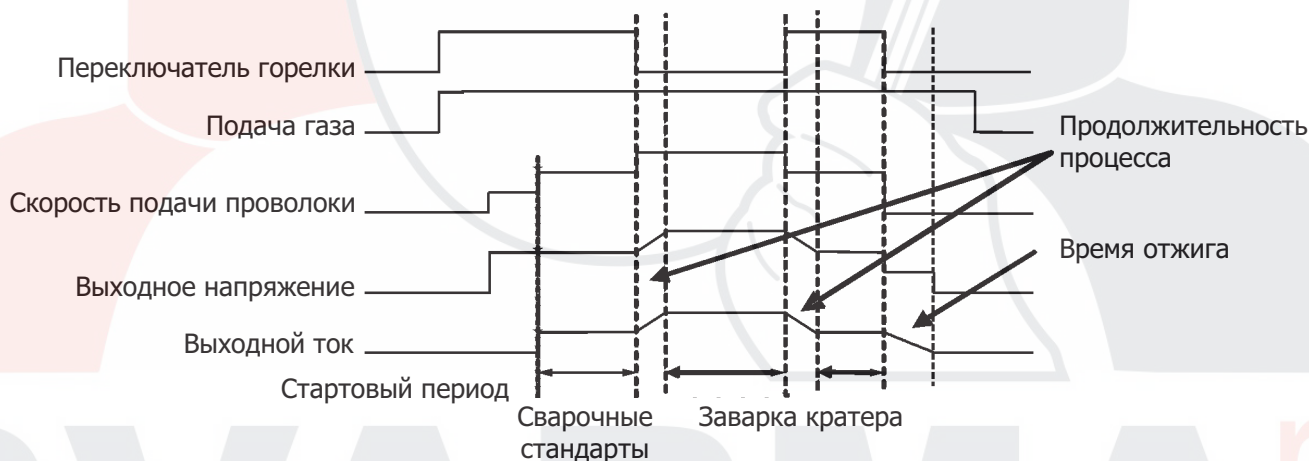 Переключатель горелки
Подача газа
Продолжительность
процесса
Скорость подачи проволоки
Время отжига
Выходное напряжение
Выходной ток
Стартовый период
Сварочные
стандарты
Заварка кратера